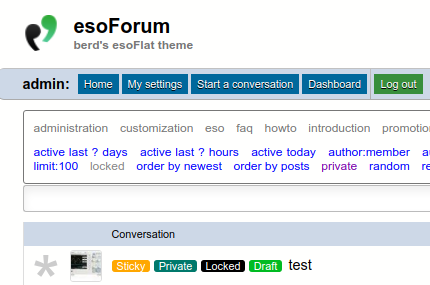 esoForum
berd's esoFlat theme
admin: Home My settings Start a conversation Dashboard Log out
administration customization eso faq howto introduction promotion
active last ? days active last ? hours active today author:member
limit:100 locked order by newest order by posts private random
Conversation
* Sticky Private Locked Draft test